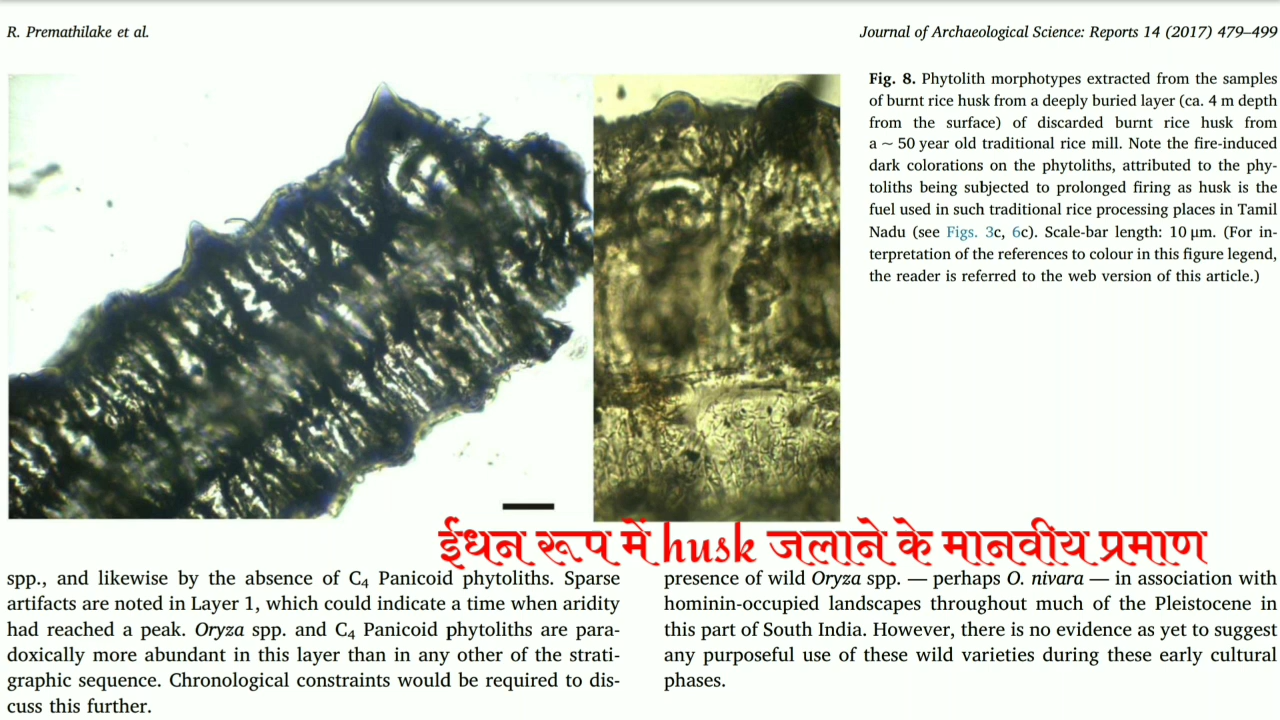 R. Premathilake et al.
Journal of Archaeological Science: Reports 14 (2017) 479–499
Fig. 8. Phytolith morphotypes extracted from the samples
of burnt rice husk from a deeply buried layer (ca. 4 m depth
from the surface) of discarded burnt rice husk from
a ~ 50 year old traditional rice mill. Note the fire-induced
dark colorations on the phytoliths, attributed to the phy-
toliths being subjected to prolonged firing as husk is the
fuel used in such traditional rice processing places in Tamil
Nadu (see Figs. 3c, 6c). Scale-bar length: 10 μm. (For in-
terpretation of the references to colour in this figure legend,
the reader is referred to the web version of this article.)
ईधन रूप में husk जलाने के मानवीय प्रमाण
spp., and likewise by the absence of C₄ Panicoid phytoliths. Sparse
artifacts are noted in Layer 1, which could indicate a time when aridity
had reached a peak. Oryza spp. and C₄ Panicoid phytoliths are para-
doxically more abundant in this layer than in any other of the strati-
graphic sequence. Chronological constraints would be required to dis-
cuss this further.
presence of wild Oryza spp. — perhaps O. nivara — in association with
hominin-occupied landscapes throughout much of the Pleistocene in
this part of South India. However, there is no evidence as yet to suggest
any purposeful use of these wild varieties during these early cultural
phases.